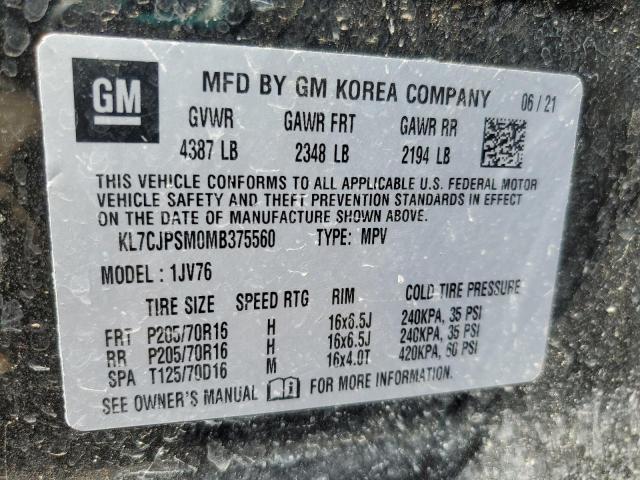 GM MFD BY GM KOREA COMPANY 06/21
GVWR GAWR FRT GAWR RR
4387 LB 2348 LB 2194 LB
THIS VEHICLE CONFORMS TO ALL APPLICABLE U.S. FEDERAL MOTOR
VEHICLE SAFETY AND THEFT PREVENTION STANDARDS IN EFFECT
ON THE DATE OF MANUFACTURE SHOWN ABOVE.
KL7CJPSM0MB375560 TYPE: MPV
MODEL : 1JV76
TIRE SIZE SPEED RTG RIM COLD TIRE PRESSURE
FRT P205/70R16 H 16x6.5J 240KPA, 35 PSI
RR P205/70R16 H 16x6.5J 240KPA, 35 PSI
SPA T125/70D16 M 16x4.0T 420KPA, 60 PSI
SEE OWNER'S MANUAL FOR MORE INFORMATION.